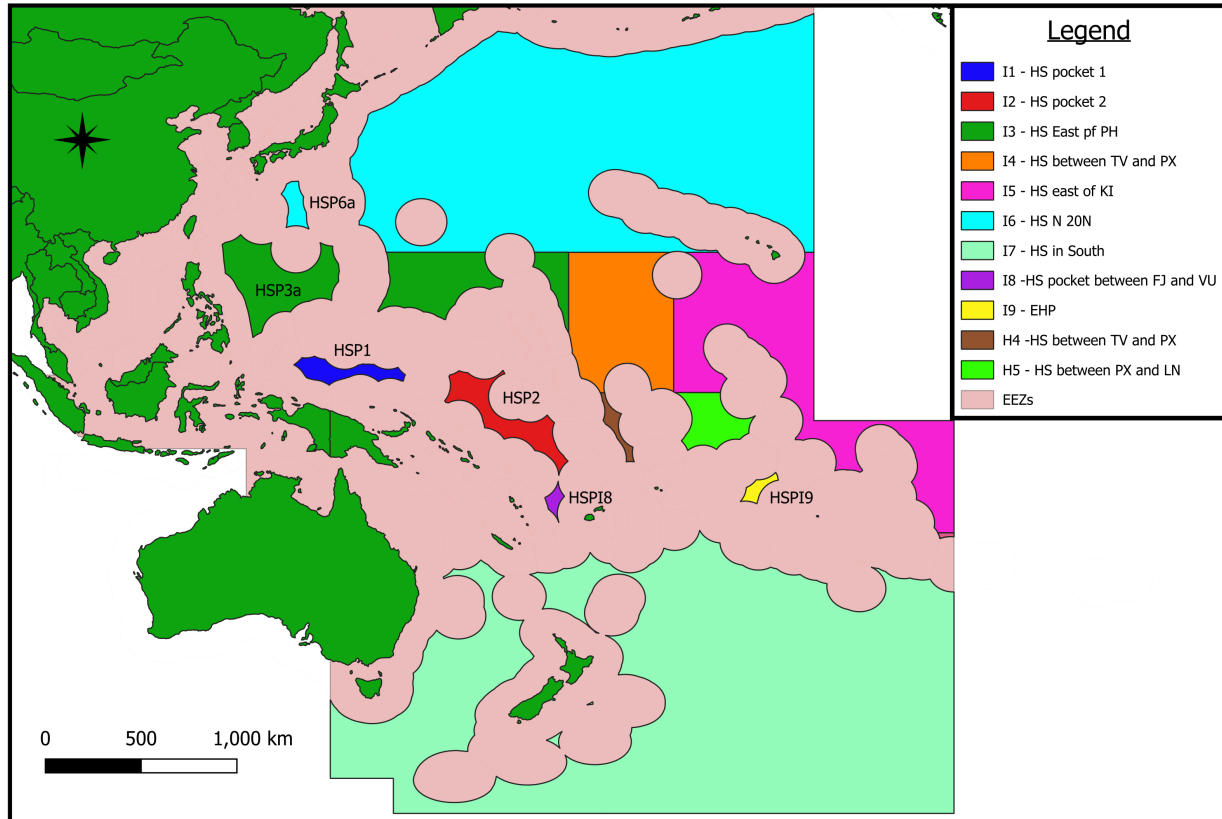 Legend
I1 - HS pocket 1
I2 - HS pocket 2
I3 - HS East pf PH
I4 - HS between TV and PX
I5 - HS east of KI
I6 - HS N 20N
I7 - HS in South
I8 -HS pocket between FJ and VU
I9 - EHP
H4 -HS between TV and PX
H5 - HS between PX and LN
EEZs
HSP6a
HSP3a
HSP1
HSP2
HSPI8
HSPI9
0 500 1,000 km